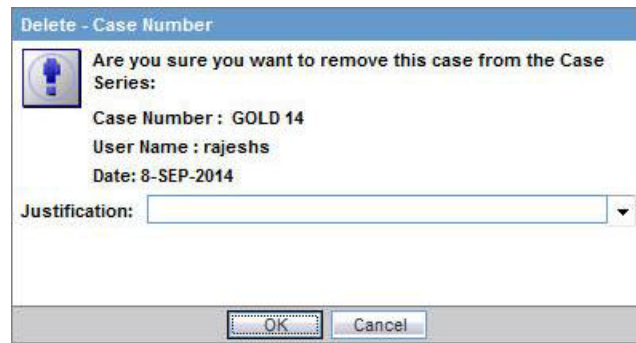 Delete - Case Number
Are you sure you want to remove this case from the Case
Series:
Case Number : GOLD 14
User Name : rajeshs
Date: 8-SEP-2014
Justification:
OK Cancel